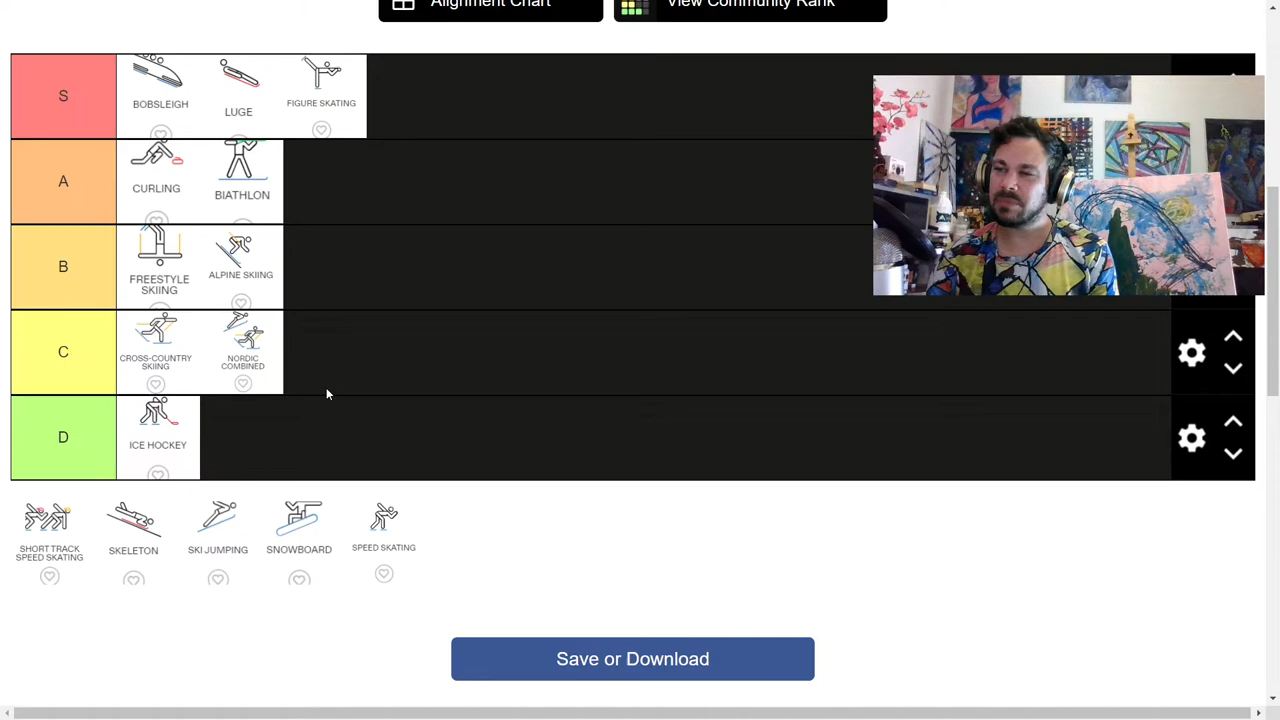 Alignment Chart
View Community Rank
S
BOBSLEIGH
LUGE
FIGURE SKATING
A
CURLING
BIATHLON
B
FREESTYLE
SKIING
ALPINE SKIING
C
CROSS-COUNTRY
SKIING
NORDIC
COMBINED
D
ICE HOCKEY
SHORT TRACK
SPEED SKATING
SKELETON
SKI JUMPING
SNOWBOARD
SPEED SKATING
Save or Download